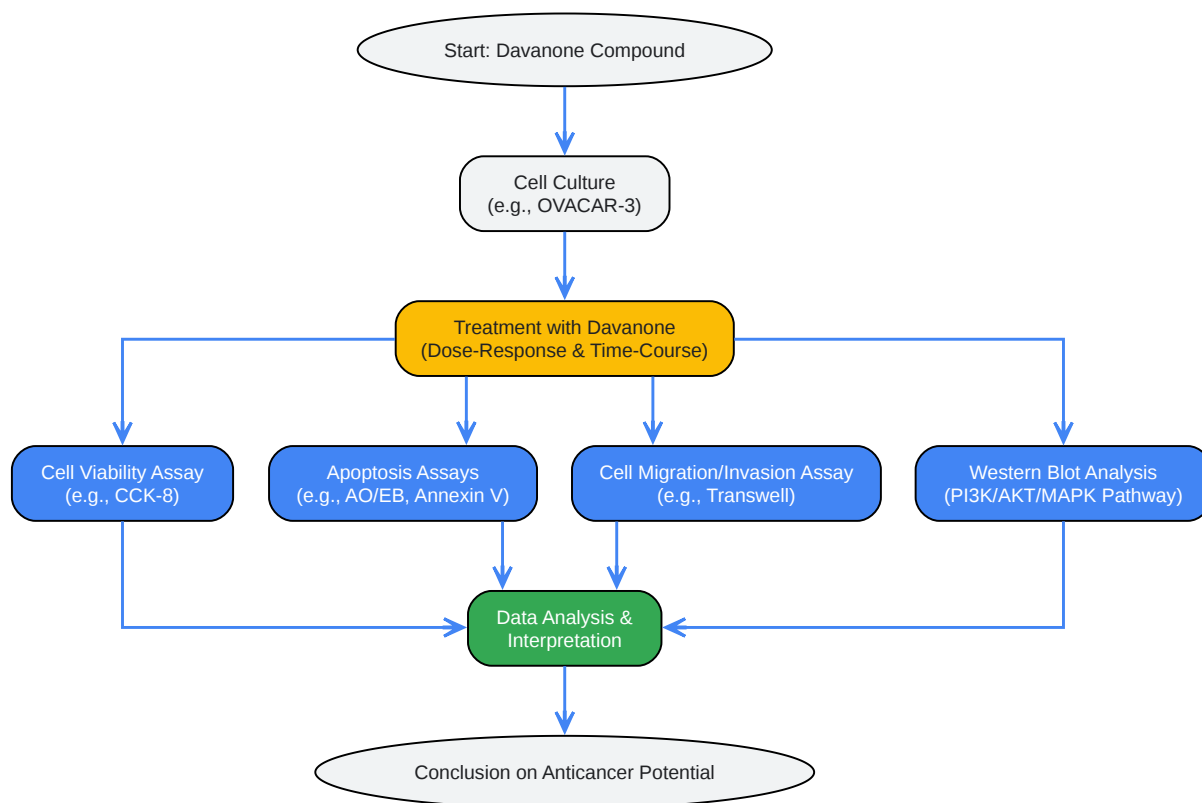 Start: Davanone Compound
Cell Culture
(e.g., OVACAR-3)
Treatment with Davanone
(Dose-Response & Time-Course)
Cell Viability Assay
(e.g., CCK-8)
Apoptosis Assays
(e.g., AO/EB, Annexin V)
Cell Migration/Invasion Assay
(e.g., Transwell)
Western Blot Analysis
(PI3K/AKT/MAPK Pathway)
Data Analysis &
Interpretation
Conclusion on Anticancer Potential